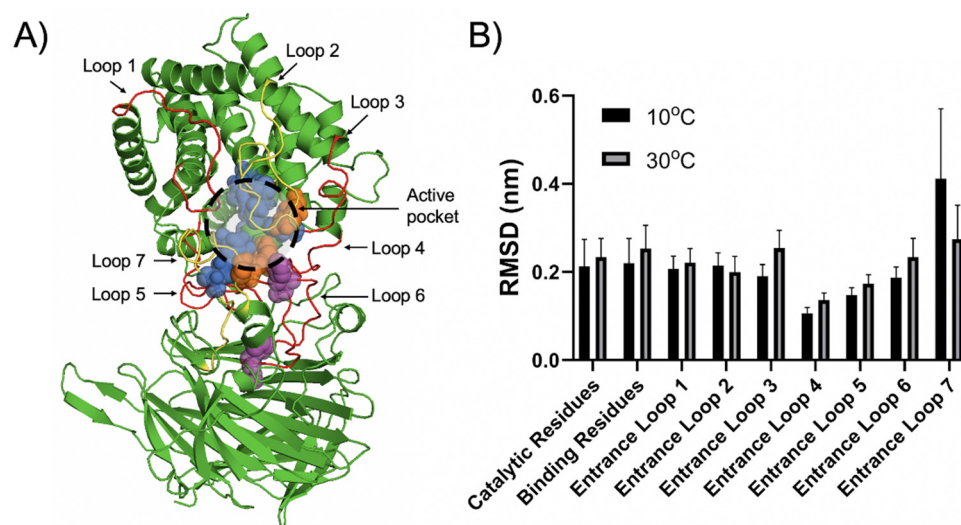 A)
Loop 1
Loop 2
Loop 3
Active
pocket
Loop 4
Loop 7
Loop 5
Loop 6
B)
RMSD (nm)
0.6
0.4
0.2
0.0
10°C
30°C
Catalytic Residues
Binding Residues
Entrance Loop 1
Entrance Loop 2
Entrance Loop 3
Entrance Loop 4
Entrance Loop 5
Entrance Loop 6
Entrance Loop 7